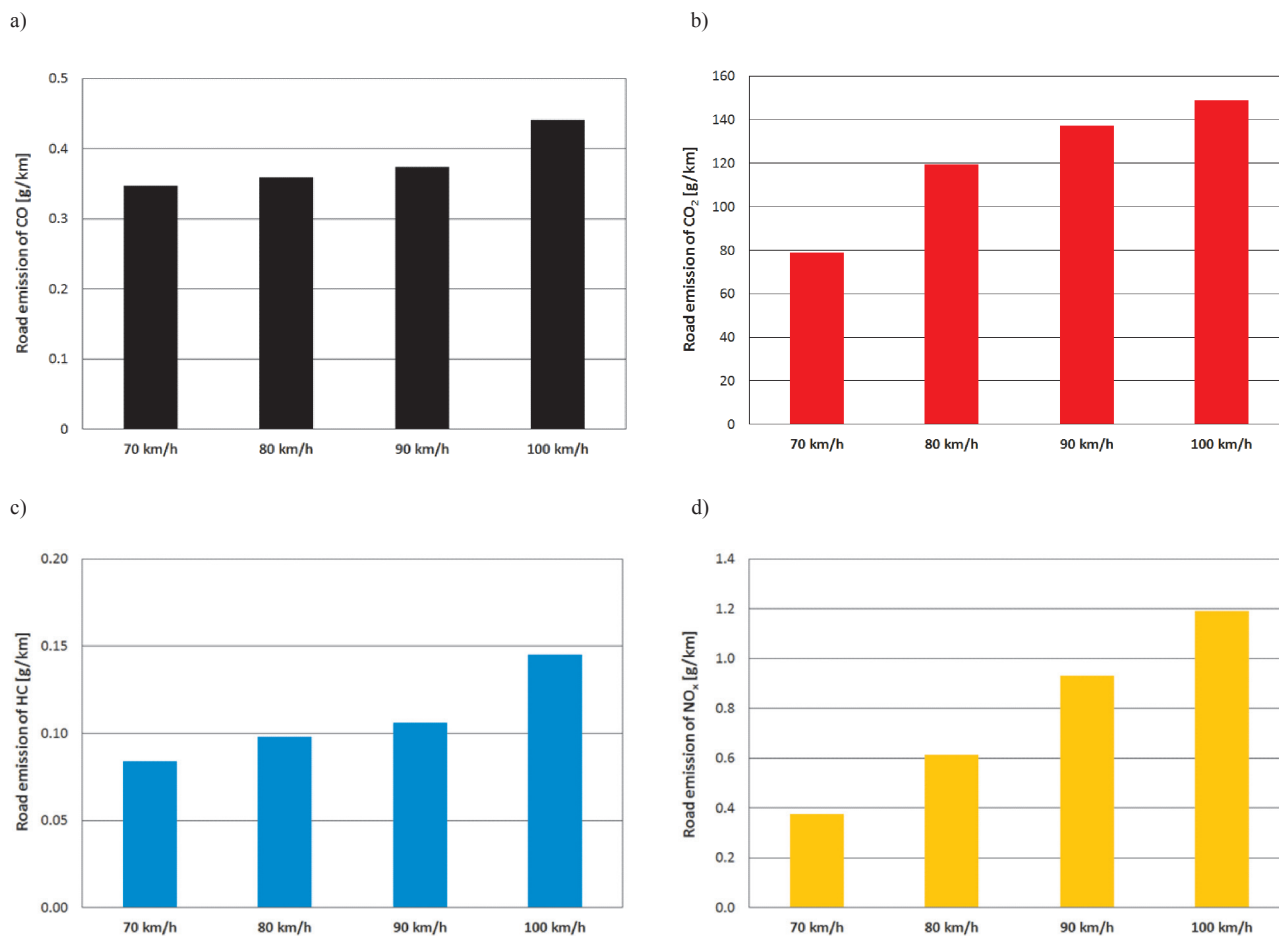 a)
0.5
0.4
0.3
0.2
0.1
0
Road emission of CO [g/km]
70 km/h 80 km/h 90 km/h 100 km/h
b)
160
140
120
100
80
60
40
20
0
Road emission of CO₂ [g/km]
70 km/h 80 km/h 90 km/h 100 km/h
c)
0.20
0.15
0.10
0.05
0.00
Road emission of HC [g/km]
70 km/h 80 km/h 90 km/h 100 km/h
d)
1.4
1.2
1.0
0.8
0.6
0.4
0.2
0.0
Road emission of NOₓ [g/km]
70 km/h 80 km/h 90 km/h 100 km/h